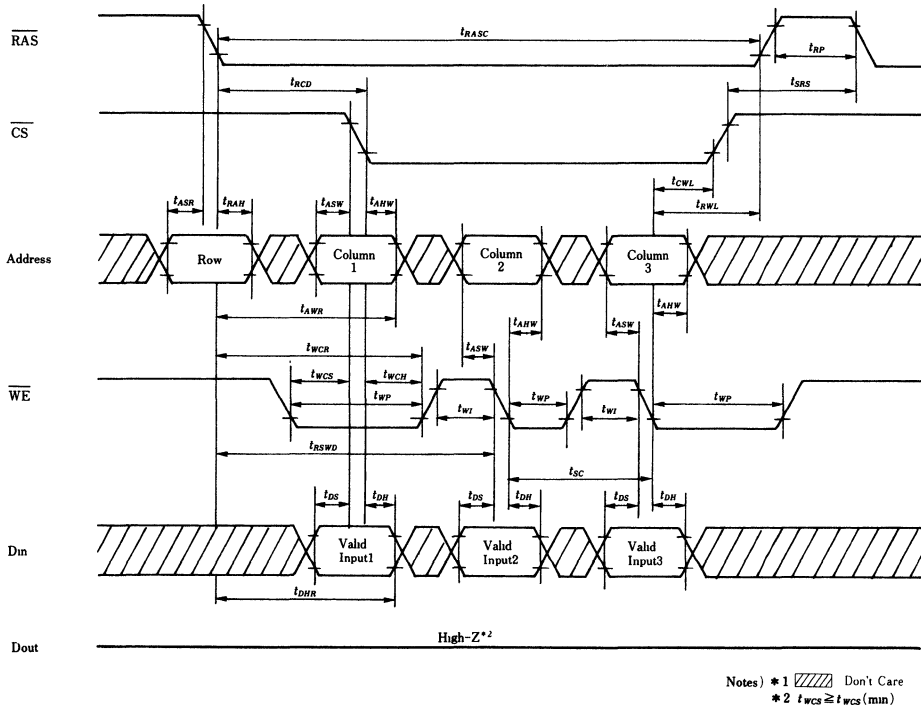 RAS
tRASC
tRP
tRCD
tSRS
CS
tCWL
tRWL
tASR
tRAH
tASW
tAHW
Address
Row
Column
1
Column
2
Column
3
tAWR
tAHW
tASW
tAHW
tWCR
tASW
tWCS
tWCH
WE
tWP
tWI
tWP
tWI
tWP
tRSWD
tSC
tDS
tDH
tDS
tDH
tDS
tDH
Din
Valid
Input1
Valid
Input2
Valid
Input3
tDHR
Dout
High-Z*2
Notes) *1 Don't Care
*2 tWCS≧tWCS(min)